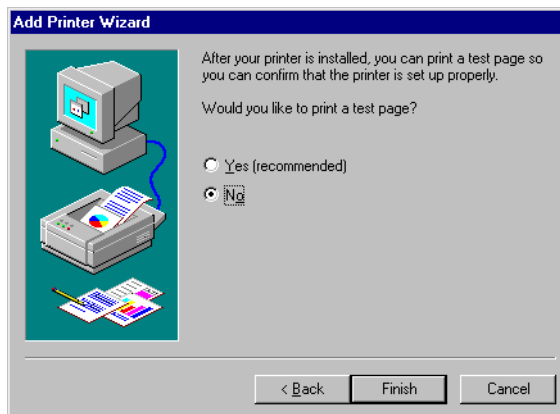 Add Printer Wizard
After your printer is installed, you can print a test page so
you can confirm that the printer is set up properly.
Would you like to print a test page?
Yes (recommended)
No
< Back
Finish
Cancel